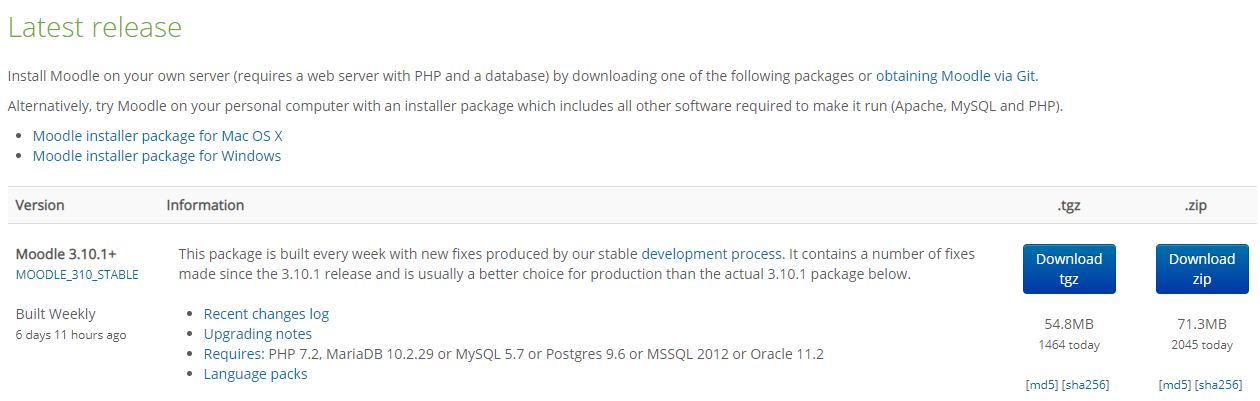 Latest release
Install Moodle on your own server (requires a web server with PHP and a database) by downloading one of the following packages or obtaining Moodle via Git.
Alternatively, try Moodle on your personal computer with an installer package which includes all other software required to make it run (Apache, MySQL and PHP).
Moodle installer package for Mac OS X
Moodle installer package for Windows
Version Information .tgz .zip
Moodle 3.10.1+
MOODLE_310_STABLE
Built Weekly
6 days 11 hours ago
This package is built every week with new fixes produced by our stable development process. It contains a number of fixes
made since the 3.10.1 release and is usually a better choice for production than the actual 3.10.1 package below.
Recent changes log
Upgrading notes
Requires: PHP 7.2, MariaDB 10.2.29 or MySQL 5.7 or Postgres 9.6 or MSSQL 2012 or Oracle 11.2
Language packs
Download
tgz
54.8MB
1464 today
[md5] [sha256]
Download
zip
71.3MB
2045 today
[md5] [sha256]